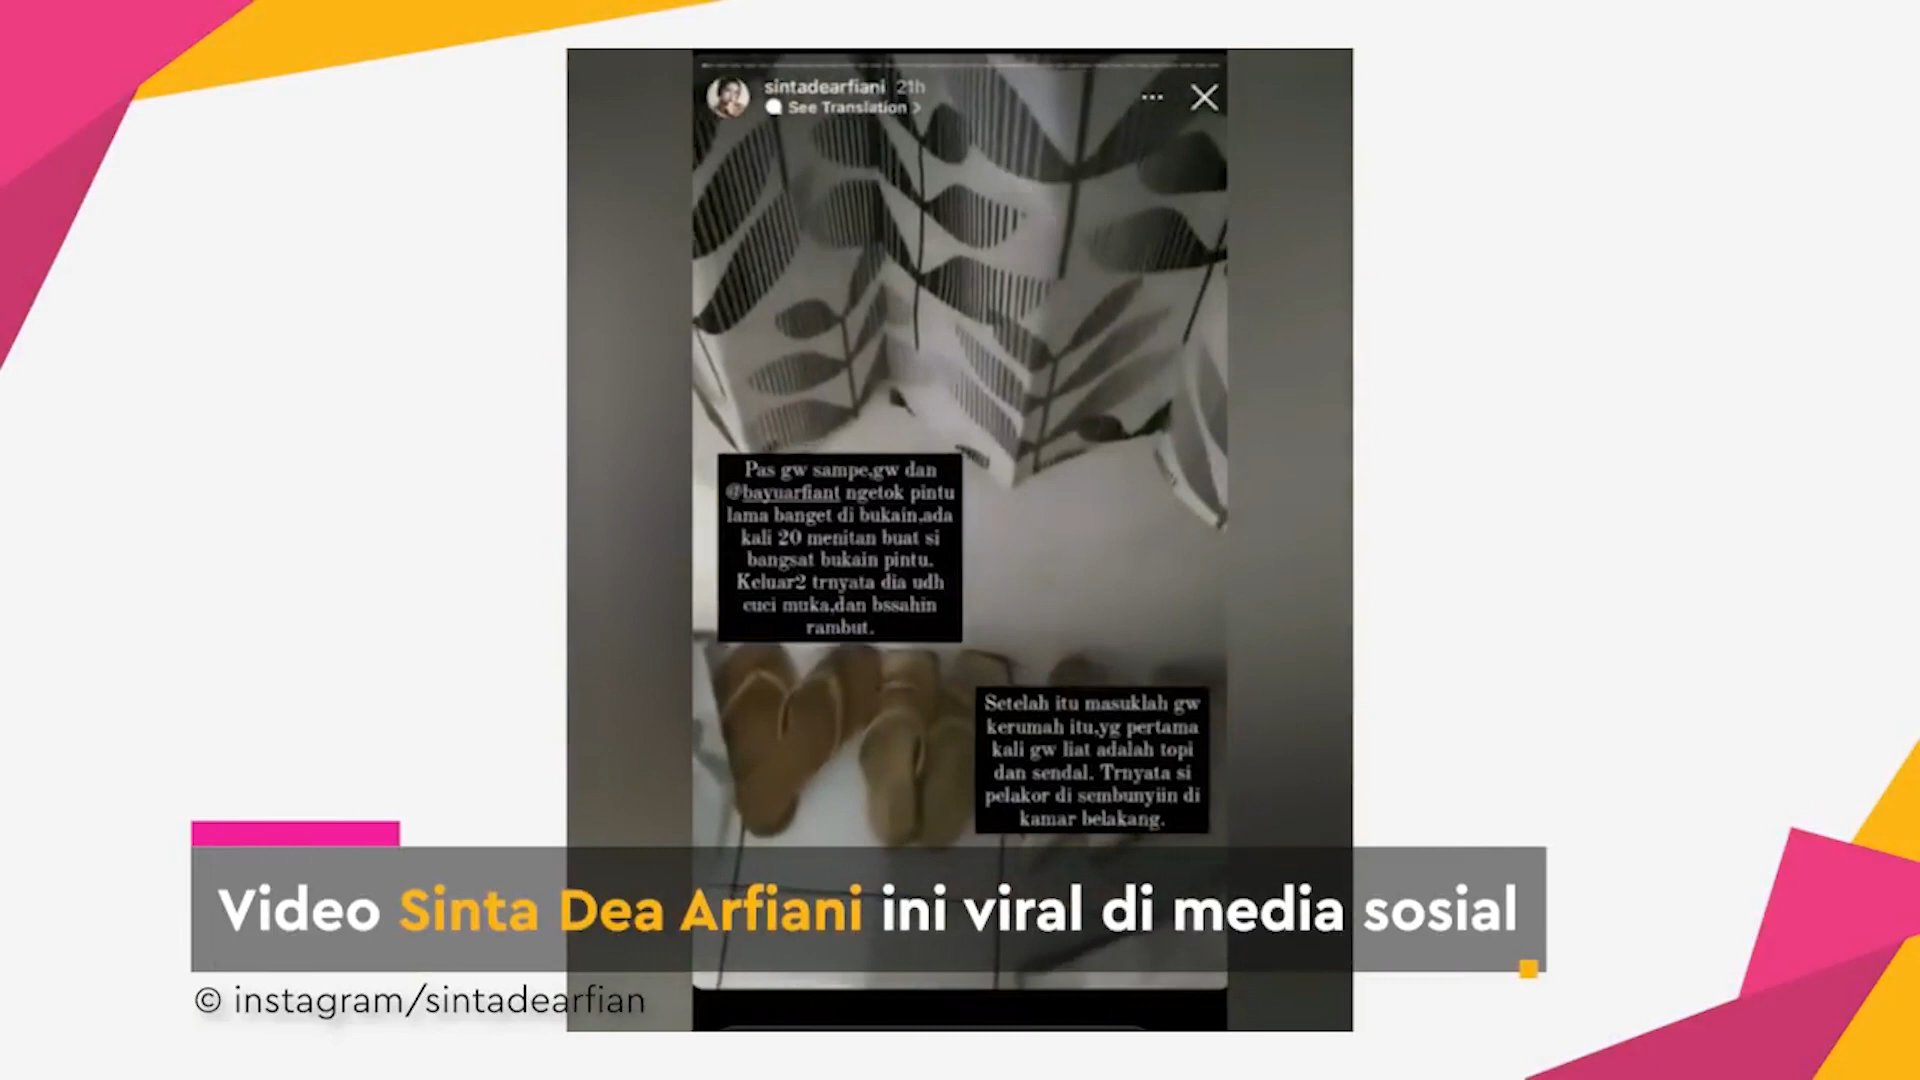 sintadearfiani 21h
See Translation >
Pas gw sampe,gw dan
@bayuarfiant ngetok pintu
lama banget di bukain,ada
kali 20 menitan buat si
bangsat bukain pintu.
Keluar2 trnyata dia udh
cuci muka,dan bssahin
rambut.
Setelah itu masuklah gw
kerumah itu,yg pertama
kali gw liat adalah topi
dan sendal. Trnyata si
pelakor di sembunyiin di
kamar belakang.
Video Sinta Dea Arfiani ini viral di media sosial
© instagram/sintadearfian